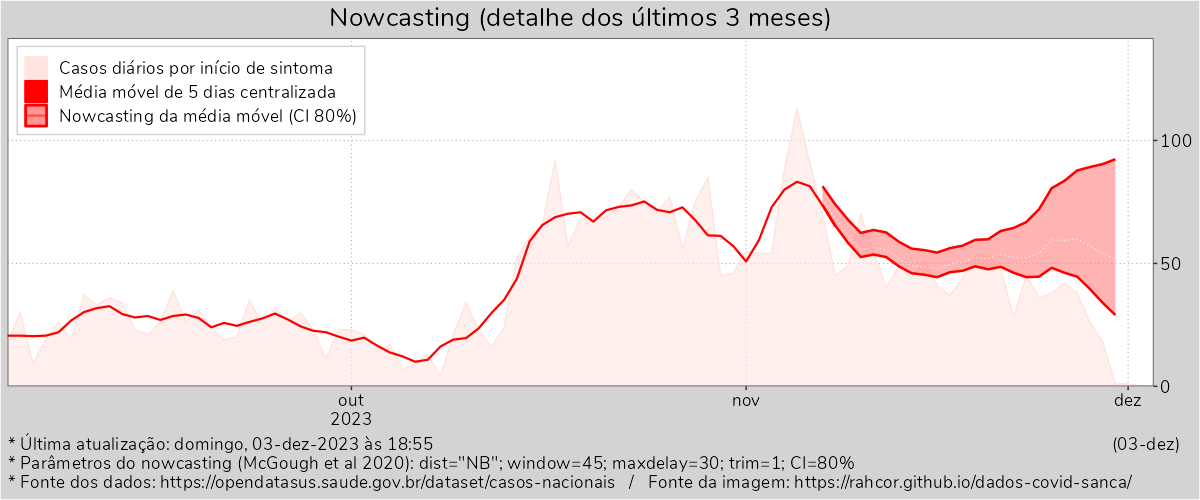 Nowcasting (detalhe dos últimos 3 meses)
Casos diários por início de sintoma
Média móvel de 5 dias centralizada
Nowcasting da média móvel (CI 80%)
100
50
0
out
2023
nov
dez
* Última atualização: domingo, 03-dez-2023 às 18:55
(03-dez)
* Parâmetros do nowcasting (McGough et al 2020): dist="NB"; window=45; maxdelay=30; trim=1; CI=80%
* Fonte dos dados: https://opendatasus.saude.gov.br/dataset/casos-nacionais / Fonte da imagem: https://rahcor.github.io/dados-covid-sanca/